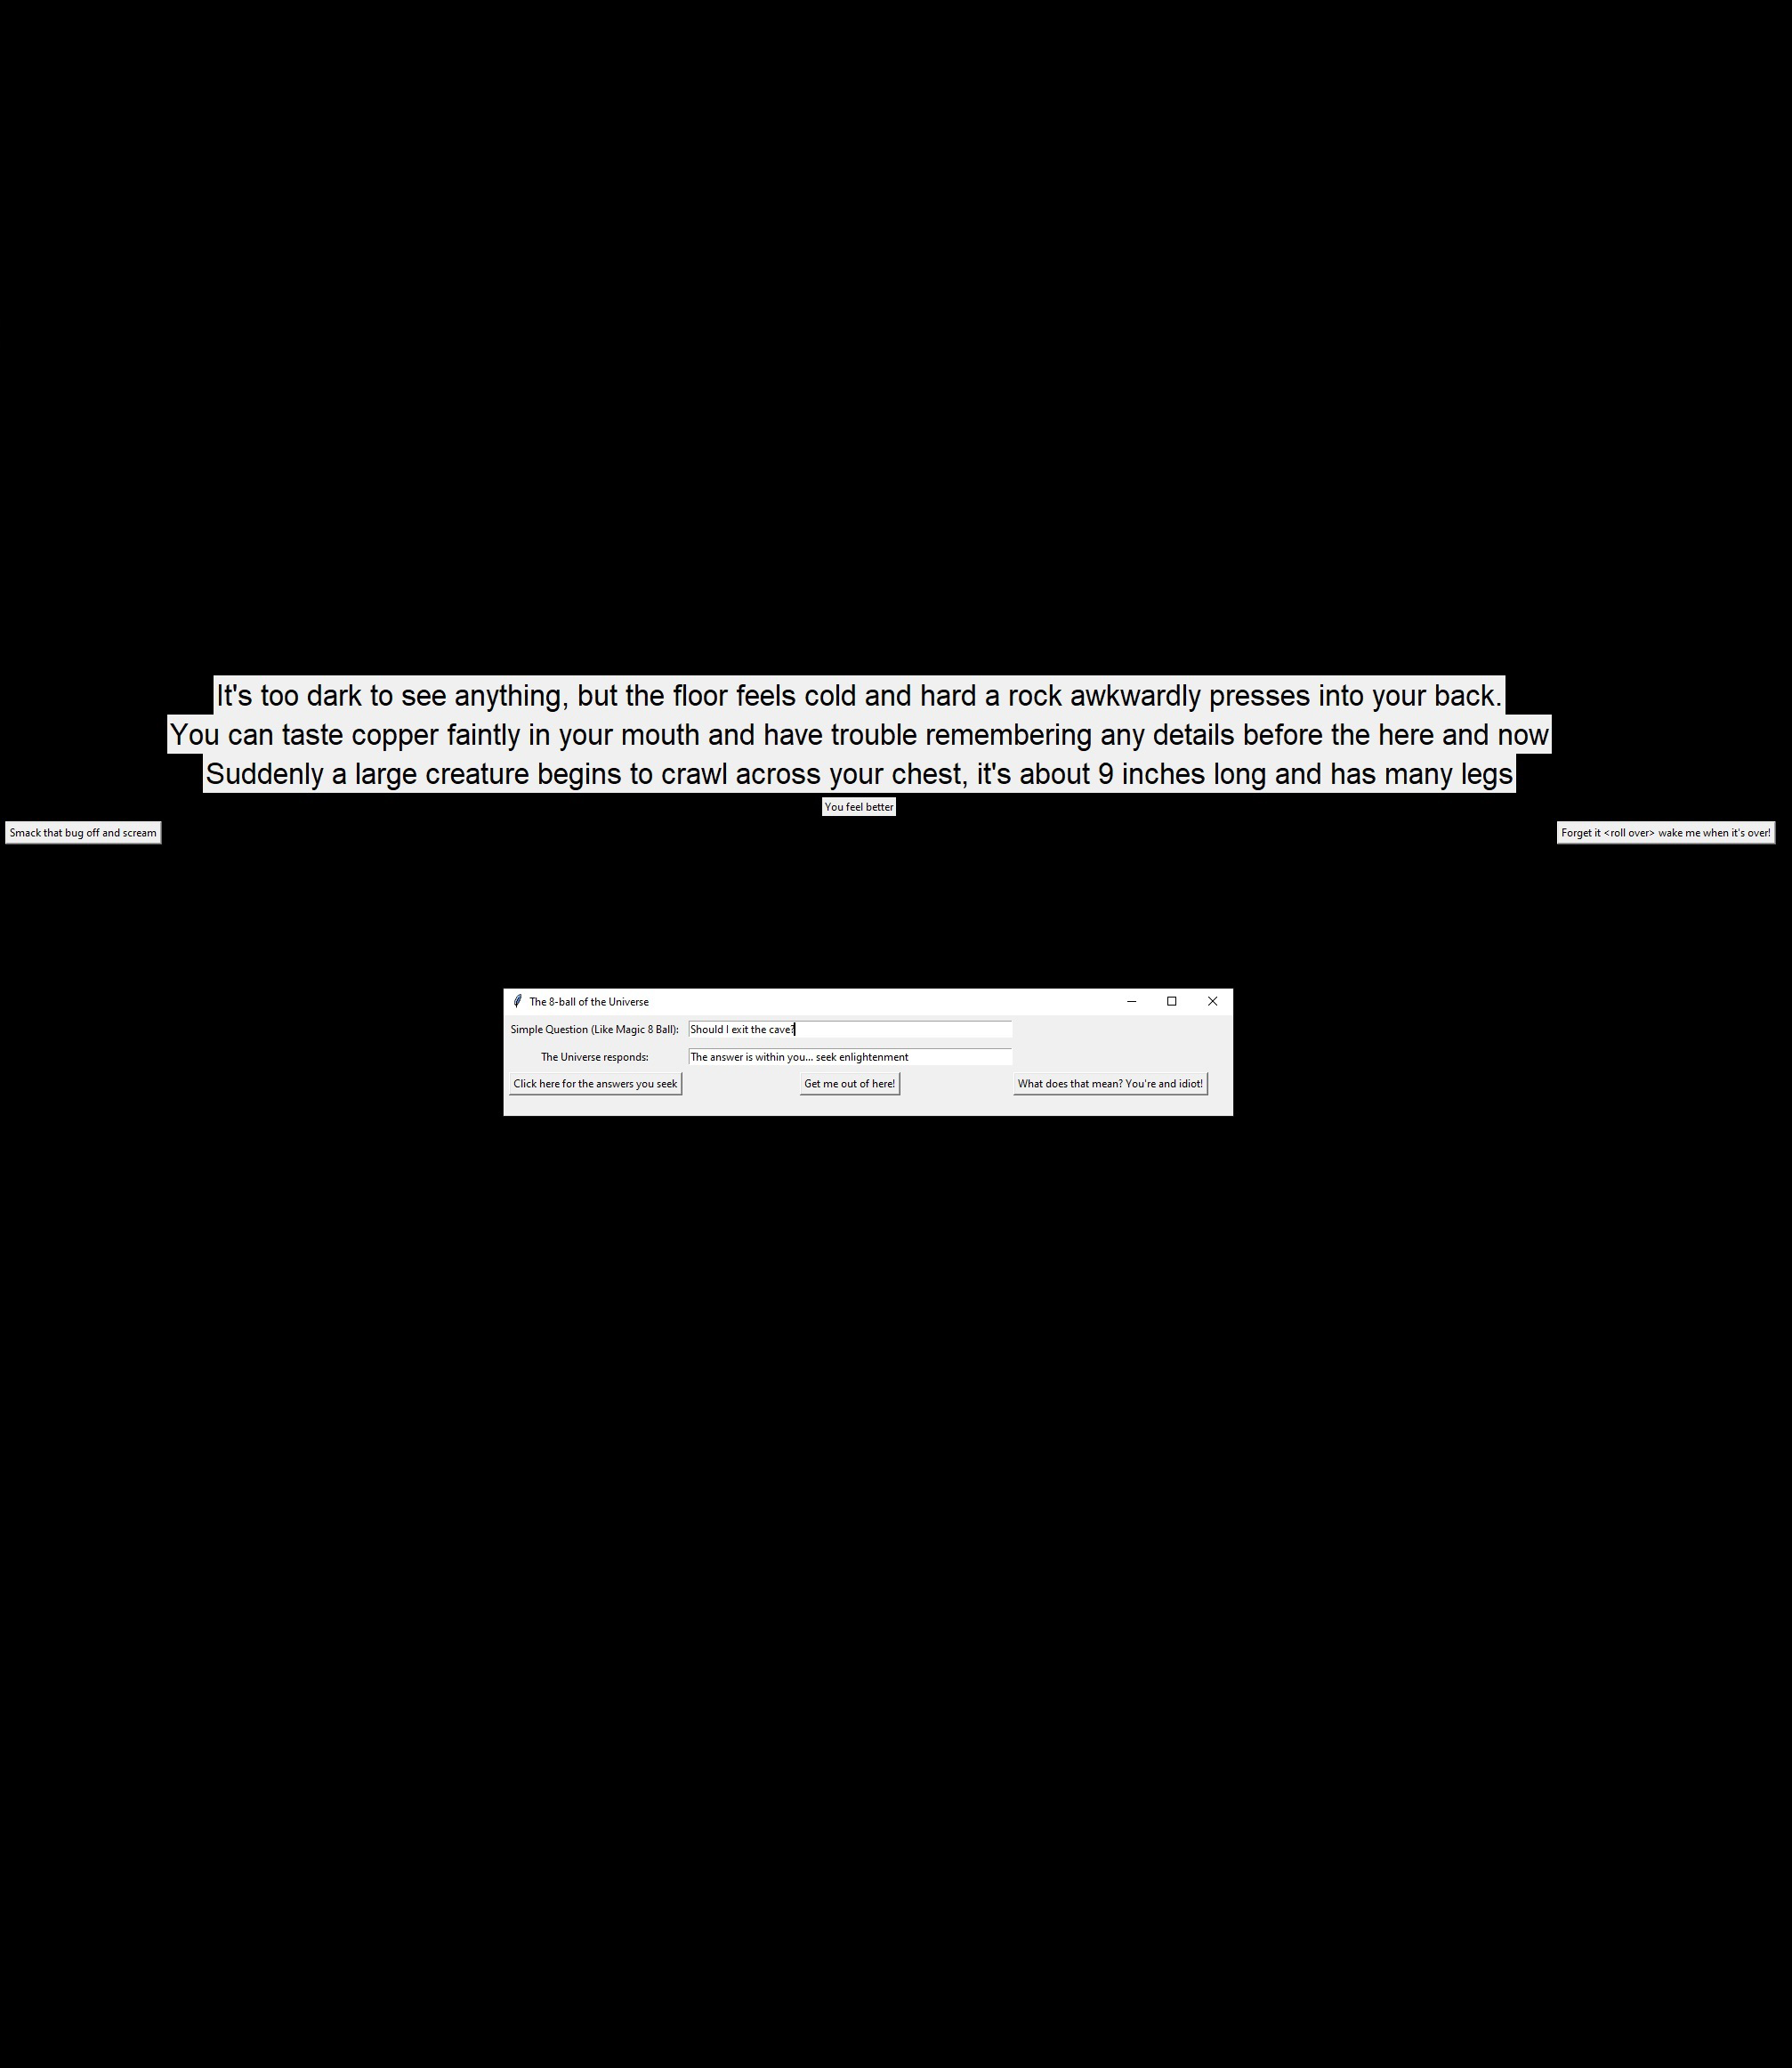 It's too dark to see anything, but the floor feels cold and hard a rock awkwardly presses into your back.
You can taste copper faintly in your mouth and have trouble remembering any details before the here and now
Suddenly a large creature begins to crawl across your chest, it's about 9 inches long and has many legs
You feel better
Smack that bug off and scream
Forget it <roll over> wake me when it's over!
The 8-ball of the Universe
Simple Question (Like Magic 8 Ball): Should I exit the cave?
The Universe responds: The answer is within you... seek enlightenment
Click here for the answers you seek Get me out of here! What does that mean? You're and idiot!